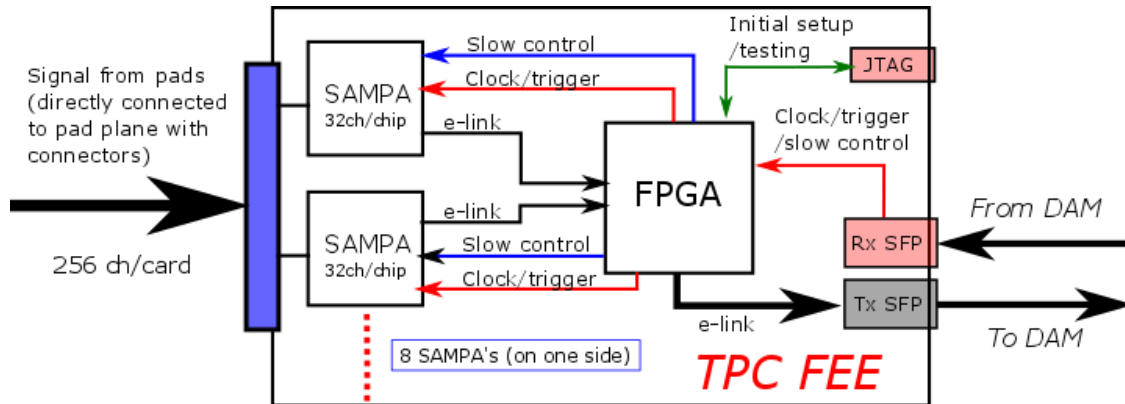 Signal from pads
(directly connected
to pad plane with
connectors)
256 ch/card
SAMPA
32ch/chip
Slow control
Clock/trigger
e-link
SAMPA
32ch/chip
e-link
Slow control
Clock/trigger
8 SAMPA's (on one side)
FPGA
Initial setup
/testing
JTAG
Clock/trigger
/slow control
Rx SFP
From DAM
Tx SFP
To DAM
e-link
TPC FEE